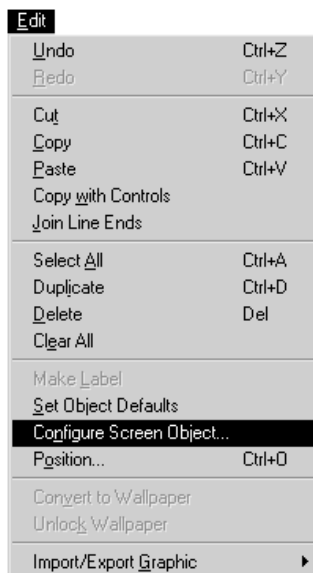 Edit
Undo Ctrl+Z
Redo Ctrl+Y
Cut Ctrl+X
Copy Ctrl+C
Paste Ctrl+V
Copy with Controls
Join Line Ends
Select All Ctrl+A
Duplicate Ctrl+D
Delete Del
Clear All
Make Label
Set Object Defaults
Configure Screen Object...
Position... Ctrl+O
Convert to Wallpaper
Unlock Wallpaper
Import/Export Graphic